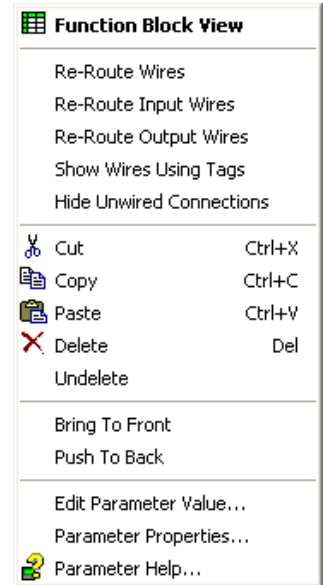 Function Block View
Re-Route Wires
Re-Route Input Wires
Re-Route Output Wires
Show Wires Using Tags
Hide Unwired Connections
Cut Ctrl+X
Copy Ctrl+C
Paste Ctrl+V
Delete Del
Undelete
Bring To Front
Push To Back
Edit Parameter Value...
Parameter Properties...
Parameter Help...